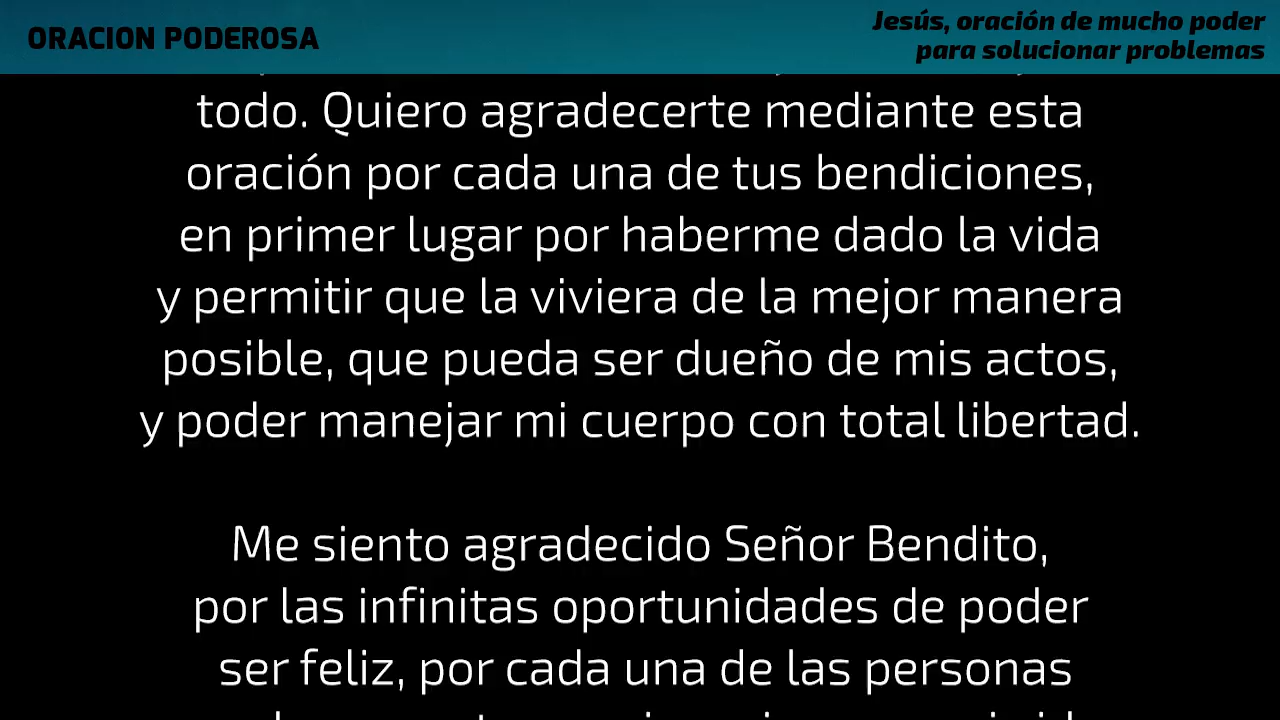 ORACION PODEROSA
Jesús, oración de mucho poder
para solucionar problemas
todo. Quiero agradecerte mediante esta
oración por cada una de tus bendiciones,
en primer lugar por haberme dado la vida
y permitir que la viviera de la mejor manera
posible, que pueda ser dueño de mis actos,
y poder manejar mi cuerpo con total libertad.
Me siento agradecido Señor Bendito,
por las infinitas oportunidades de poder
ser feliz, por cada una de las personas